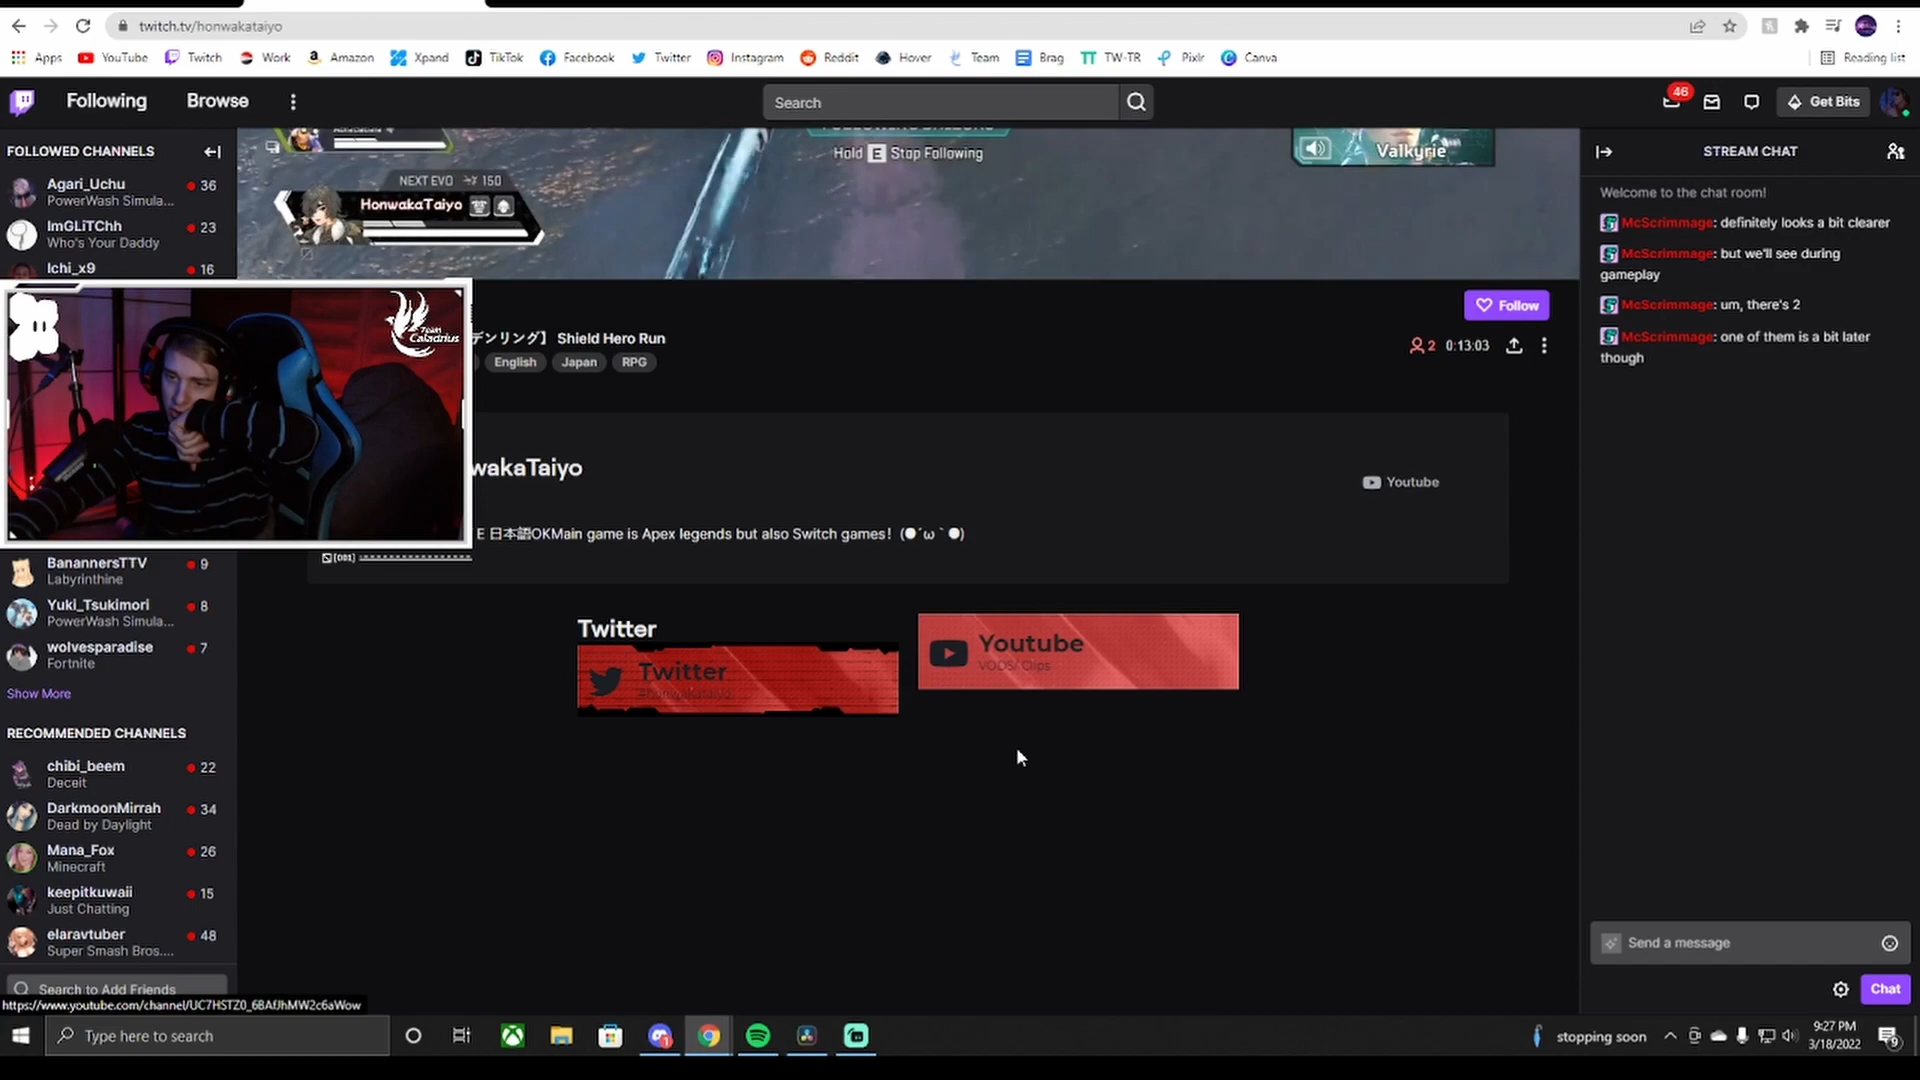 twitch.tv/honwakataiyo
Apps YouTube Twitch Work Amazon Xpand TikTok Facebook Twitter Instagram Reddit Hover Team Brag TW-TR Pixlr Canva Reading list
Following Browse Search 46 Get Bits
FOLLOWED CHANNELS
Agari_Uchu 36
PowerWash Simula...
ImGLiTChh 23
Who's Your Daddy
Ichi_x9 16
Hold E Stop Following
Valkyrie
NEXT EVO 150
HonwakaTaiyo
Team
Caladrius
Follow
デンリング】 Shield Hero Run
English Japan RPG
2 0:13:03
wakaTaiyo
Youtube
E 日本語OKMain game is Apex legends but also Switch games! (●´ω｀●)
[001]
BanannersTTV 9
Labyrinthine
Yuki_Tsukimori 8
PowerWash Simula...
wolvesparadise 7
Fortnite
Show More
Twitter
Twitter
Youtube
VODS/ Clips
RECOMMENDED CHANNELS
chibi_beem 22
Deceit
DarkmoonMirrah 34
Dead by Daylight
Mana_Fox 26
Minecraft
keepitkuwaii 15
Just Chatting
elaravtuber 48
Super Smash Bros....
Search to Add Friends
STREAM CHAT
Welcome to the chat room!
McScrimmage: definitely looks a bit clearer
McScrimmage: but we'll see during
gameplay
McScrimmage: um, there's 2
McScrimmage: one of them is a bit later
though
Send a message
Chat
https://www.youtube.com/channel/UC7HSTZ0_6BAfJhMW2c6aWow
Type here to search
stopping soon
9:27 PM
3/18/2022
9